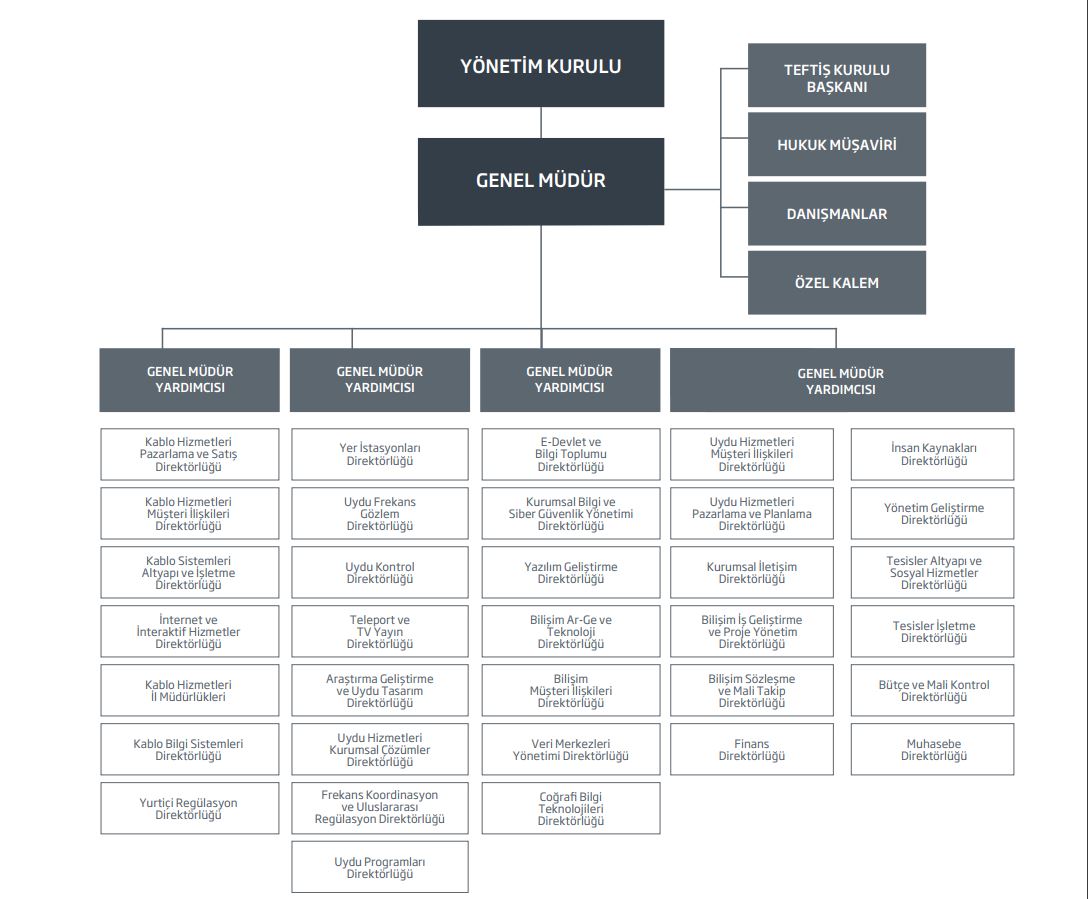 YÖNETİM KURULU
GENEL MÜDÜR
TEFTİŞ KURULU
BAŞKANI
HUKUK MÜŞAVİRİ
DANIŞMANLAR
ÖZEL KALEM
GENEL MÜDÜR
YARDIMCISI
Kablo Hizmetleri
Pazarlama ve Satış
Direktörlüğü
Kablo Hizmetleri
Müşteri İlişkileri
Direktörlüğü
Kablo Sistemleri
Altyapı ve İşletme
Direktörlüğü
İnternet ve
İnteraktif Hizmetler
Direktörlüğü
Kablo Hizmetleri
İl Müdürlükleri
Kablo Bilgi Sistemleri
Direktörlüğü
Yurtiçi Regülasyon
Direktörlüğü
GENEL MÜDÜR
YARDIMCISI
Yer İstasyonları
Direktörlüğü
Uydu Frekans
Gözlem
Direktörlüğü
Uydu Kontrol
Direktörlüğü
Teleport ve
TV Yayın
Direktörlüğü
Araştırma Geliştirme
ve Uydu Tasarım
Direktörlüğü
Uydu Hizmetleri
Kurumsal Çözümler
Direktörlüğü
Frekans Koordinasyon
ve Uluslararası
Regülasyon Direktörlüğü
Uydu Programları
Direktörlüğü
GENEL MÜDÜR
YARDIMCISI
E-Devlet ve
Bilgi Toplumu
Direktörlüğü
Kurumsal Bilgi ve
Siber Güvenlik Yönetimi
Direktörlüğü
Yazılım Geliştirme
Direktörlüğü
Bilişim Ar-Ge ve
Teknoloji
Direktörlüğü
Bilişim
Müşteri İlişkileri
Direktörlüğü
Veri Merkezleri
Yönetimi Direktörlüğü
Coğrafi Bilgi
Teknolojileri
Direktörlüğü
GENEL MÜDÜR
YARDIMCISI
Uydu Hizmetleri
Müşteri İlişkileri
Direktörlüğü
Uydu Hizmetleri
Pazarlama ve Planlama
Direktörlüğü
Kurumsal İletişim
Direktörlüğü
Bilişim İş Geliştirme
ve Proje Yönetim
Direktörlüğü
Bilişim Sözleşme
ve Mali Takip
Direktörlüğü
Finans
Direktörlüğü
İnsan Kaynakları
Direktörlüğü
Yönetim Geliştirme
Direktörlüğü
Tesisler Altyapı ve
Sosyal Hizmetler
Direktörlüğü
Tesisler İşletme
Direktörlüğü
Bütçe ve Mali Kontrol
Direktörlüğü
Muhasebe
Direktörlüğü